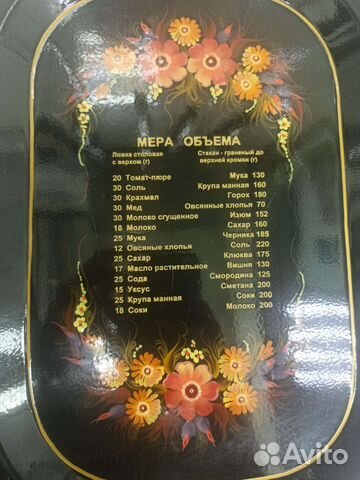 МЕРА ОБЪЕМА
Ложка столовая
с верхом (г)
20 Томат-пюре
30 Соль
30 Крахмал
30 Мед
30 Молоко сгущенное
18 Молоко
25 Мука
12 Овсяные хлопья
25 Сахар
17 Масло растительное
25 Сода
15 Уксус
25 Крупа манная
18 Соки
Стакан - граненый до
верхней кромки (г)
Мука 130
Крупа манная 160
Горох 180
Овсянные хлопья 70
Изюм 152
Сахар 160
Черника 185
Соль 220
Клюква 175
Вишня 130
Смородина 125
Сметана 200
Соки 200
Молоко 200
Avito